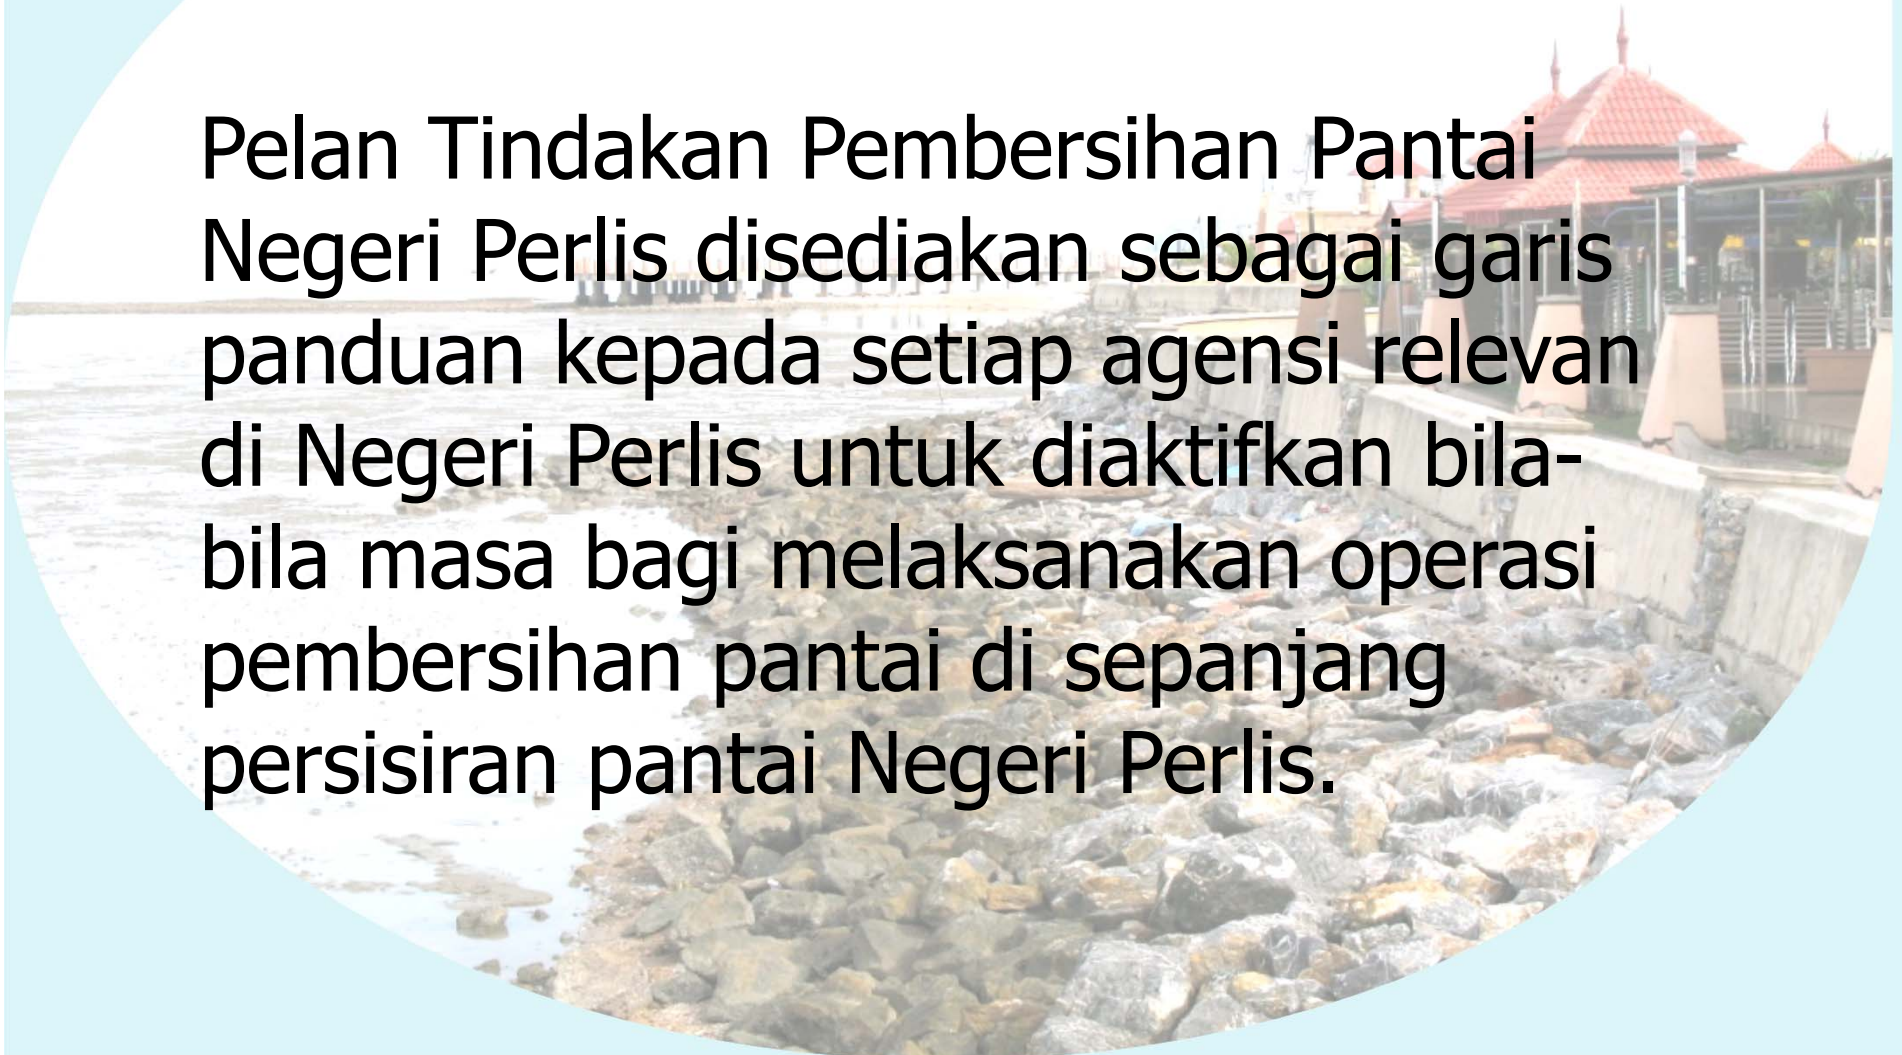 Pelan Tindakan Pembersihan Pantai
Negeri Perlis disediakan sebagai garis
panduan kepada setiap agensi relevan
di Negeri Perlis untuk diaktifkan bila-
bila masa bagi melaksanakan operasi
pembersihan pantai di sepanjang
persisiran pantai Negeri Perlis.